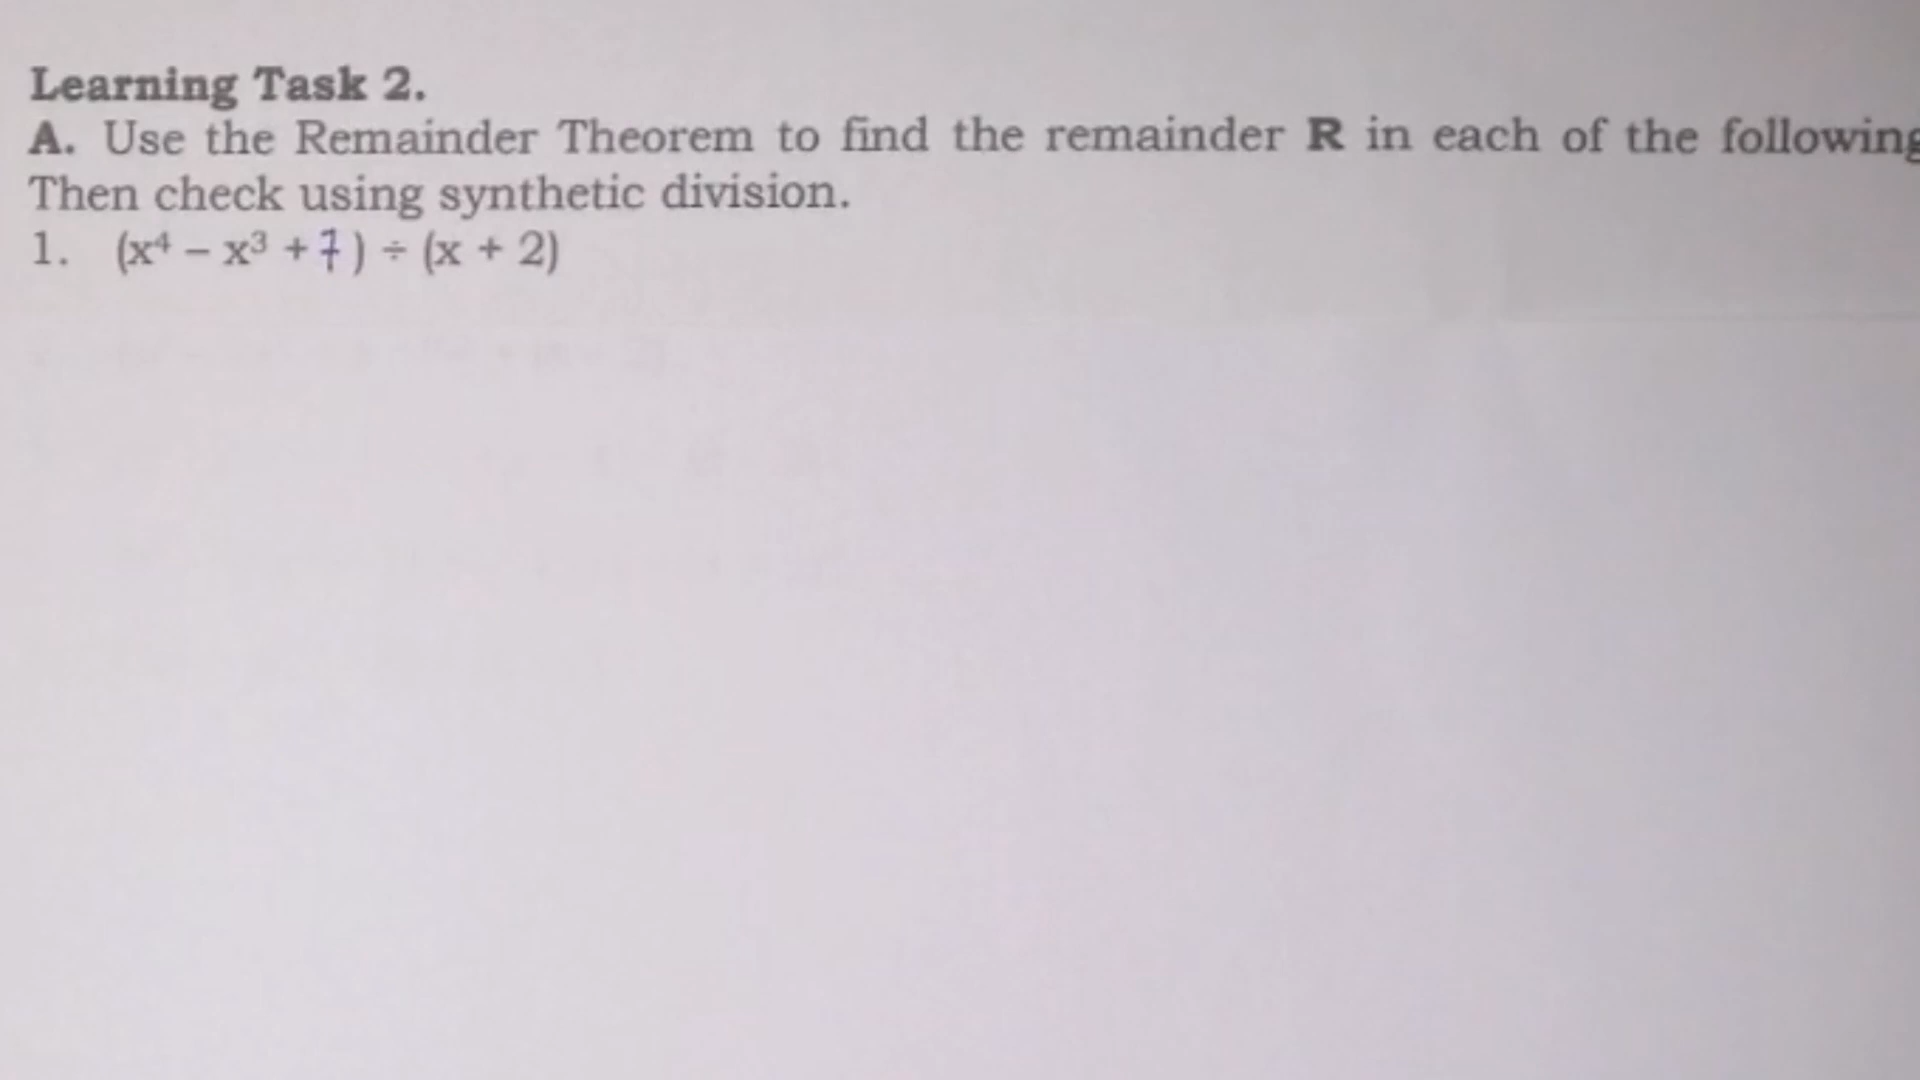 Learning Task 2.
A. Use the Remainder Theorem to find the remainder R in each of the following
Then check using synthetic division.
1. (x⁴ – x³ + 7) ÷ (x + 2)